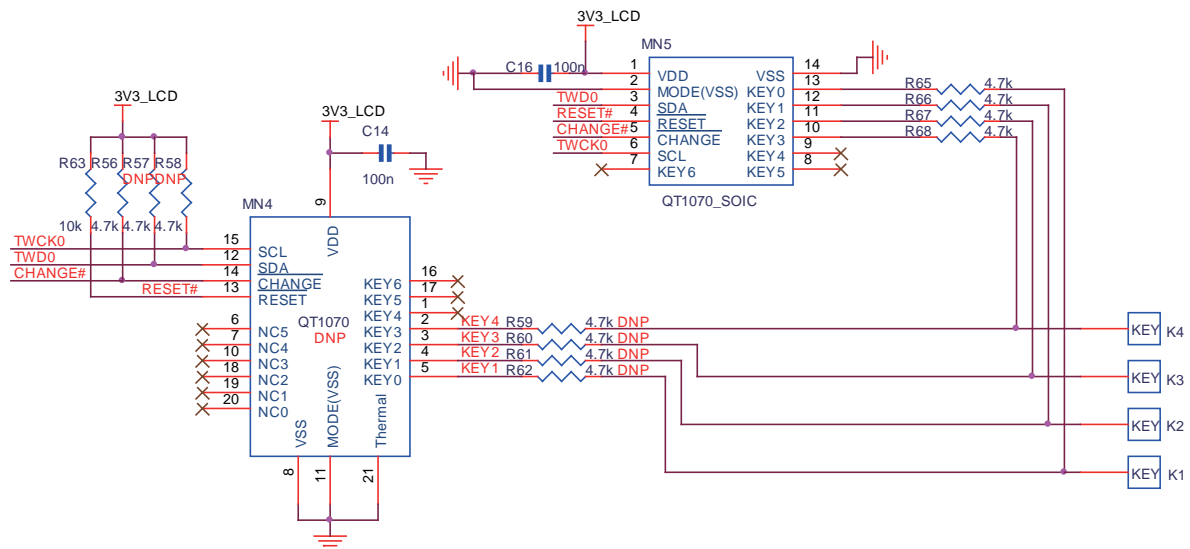 3V3_LCD
MN5
C16 100n
1 VDD VSS 14
2 MODE(VSS) KEY0 13 R65 4.7k
TWD0 3 SDA KEY1 12 R66 4.7k
RESET# 4 RESET KEY2 11 R67 4.7k
CHANGE# 5 CHANGE KEY3 10 R68 4.7k
TWCK0 6 SCL KEY4 9
7 KEY6 KEY5 8
QT1070_SOIC
3V3_LCD
3V3_LCD
C14
100n
R63 R56 R57 R58
DNP DNP
10k 4.7k 4.7k 4.7k
MN4
9
VDD
TWCK0 15 SCL
TWD0 12 SDA
CHANGE# 14 CHANGE
RESET# 13 RESET
KEY6 16
KEY5 17
KEY4 1
QT1070
DNP
6 NC5 KEY3 2 KEY4 R59 4.7k DNP
7 NC4 KEY2 3 KEY3 R60 4.7k DNP
10 NC3 KEY1 4 KEY2 R61 4.7k DNP
18 NC2 KEY0 5 KEY1 R62 4.7k DNP
19 NC1
20 NC0
VSS MODE(VSS) Thermal
8 11 21
KEY K4
KEY K3
KEY K2
KEY K1